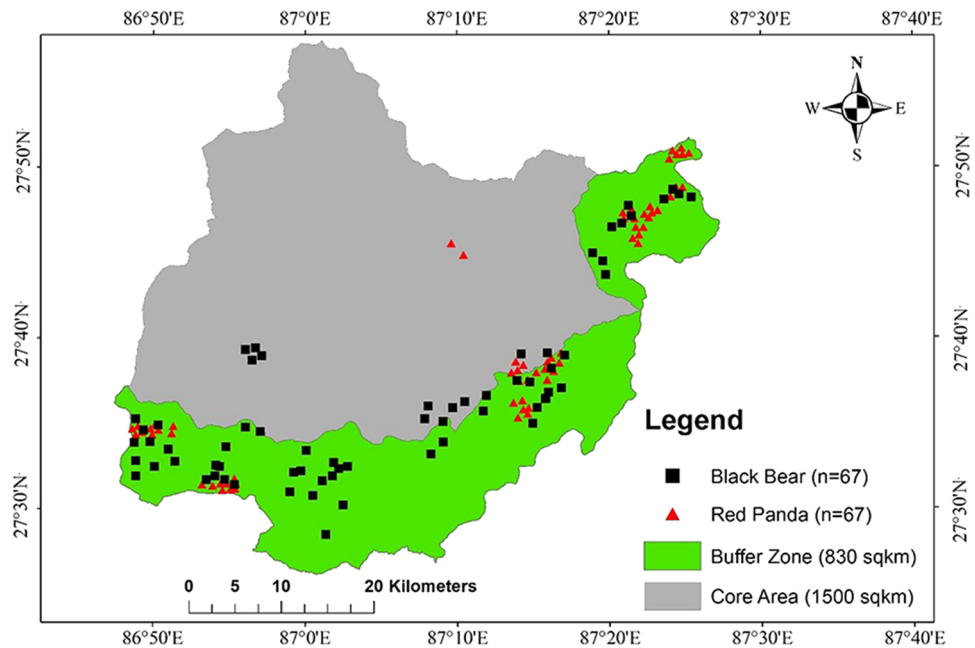 86°50'E 87°0'E 87°10'E 87°20'E 87°30'E 87°40'E
N
W E
S
27°50'N 27°50'N
27°40'N 27°40'N
27°30'N 27°30'N
Legend
Black Bear (n=67)
Red Panda (n=67)
Buffer Zone (830 sqkm)
Core Area (1500 sqkm)
0 5 10 20 Kilometers
86°50'E 87°0'E 87°10'E 87°20'E 87°30'E 87°40'E